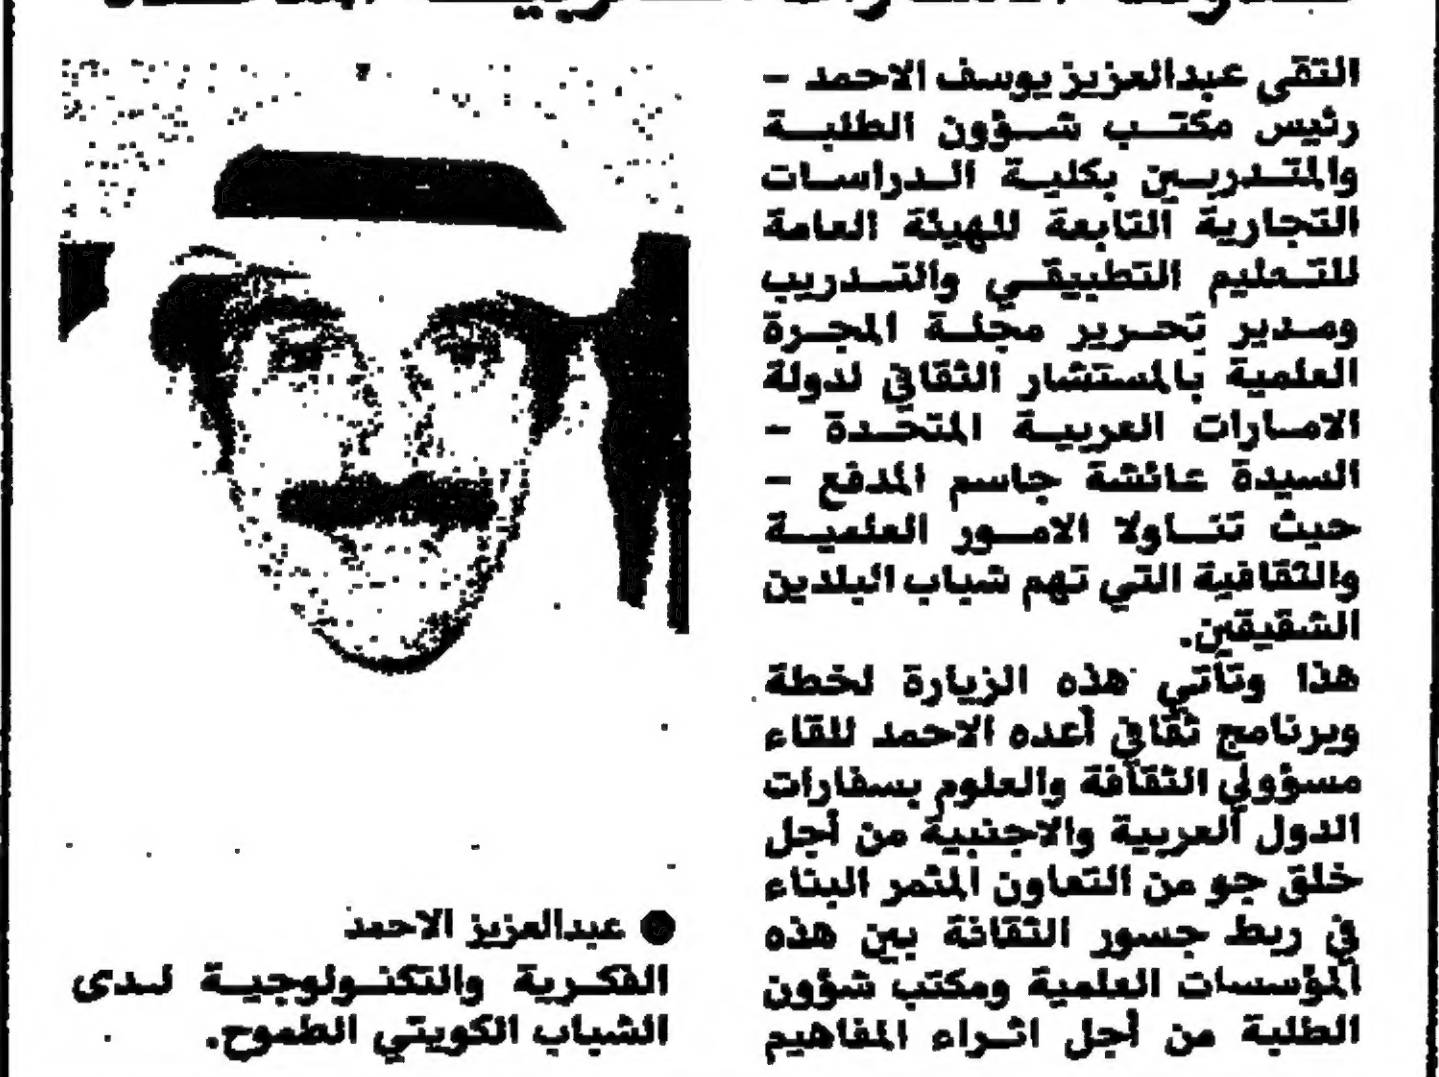 التقى عبدالعزيز يوسف الاحمد -
رئيس مكتب شؤون الطلبة
والمتدربين بكلية الدراسات
التجارية التابعة للهيئة العامة
للتعليم التطبيقي والتدريب
ومدير تحرير مجلة المجرة
العلمية بالمستشار الثقافي لدولة
الامارات العربية المتحدة -
السيدة عائشة جاسم المدفع -
حيث تناولا الامور العلمية
والثقافية التي تهم شباب البلدين
الشقيقين.
هذا وتأتي هذه الزيارة لخطة
وبرنامج ثقافي أعده الاحمد للقاء
مسؤولي الثقافة والعلوم بسفارات
الدول العربية والاجنبية من أجل
خلق جو من التعاون المثمر البناء
في ربط جسور الثقافة بين هذه
المؤسسات العلمية ومكتب شؤون
الطلبة من أجل اثراء المفاهيم
● عبدالعزيز الاحمد
الفكرية والتكنولوجية لدى
الشباب الكويتي الطموح.